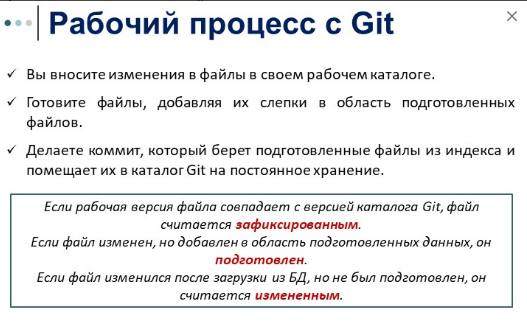 Рабочий процесс с Git
Вы вносите изменения в файлы в своем рабочем каталоге.
Готовите файлы, добавляя их слепки в область подготовленных
файлов.
Делаете коммит, который берет подготовленные файлы из индекса и
помещает их в каталог Git на постоянное хранение.
Если рабочая версия файла совпадает с версией каталога Git, файл
считается зафиксированным.
Если файл изменен, но добавлен в область подготовленных данных, он
подготовлен.
Если файл изменился после загрузки из БД, но не был подготовлен, он
считается измененным.